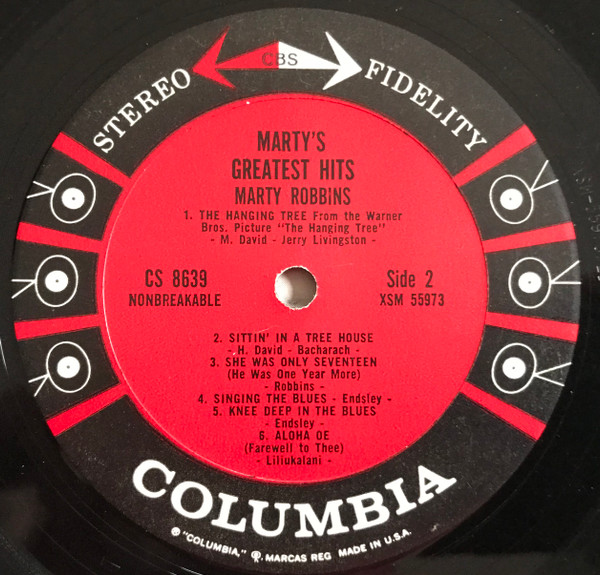 STEREO CBS FIDELITY
MARTY'S
GREATEST HITS
MARTY ROBBINS
1. THE HANGING TREE From the Warner
Bros. Picture "The Hanging Tree"
- M. David - Jerry Livingston -
CS 8639
NONBREAKABLE
Side 2
XSM 55973
2. SITTIN' IN A TREE HOUSE
- H. David - Bacharach -
3. SHE WAS ONLY SEVENTEEN
(He Was One Year More)
- Robbins -
4. SINGING THE BLUES - Endsley -
5. KNEE DEEP IN THE BLUES
- Endsley -
6. ALOHA OE
(Farewell to Thee)
- Liliukalani -
COLUMBIA
® "COLUMBIA," ⓟ, MARCAS REG MADE IN U.S.A.